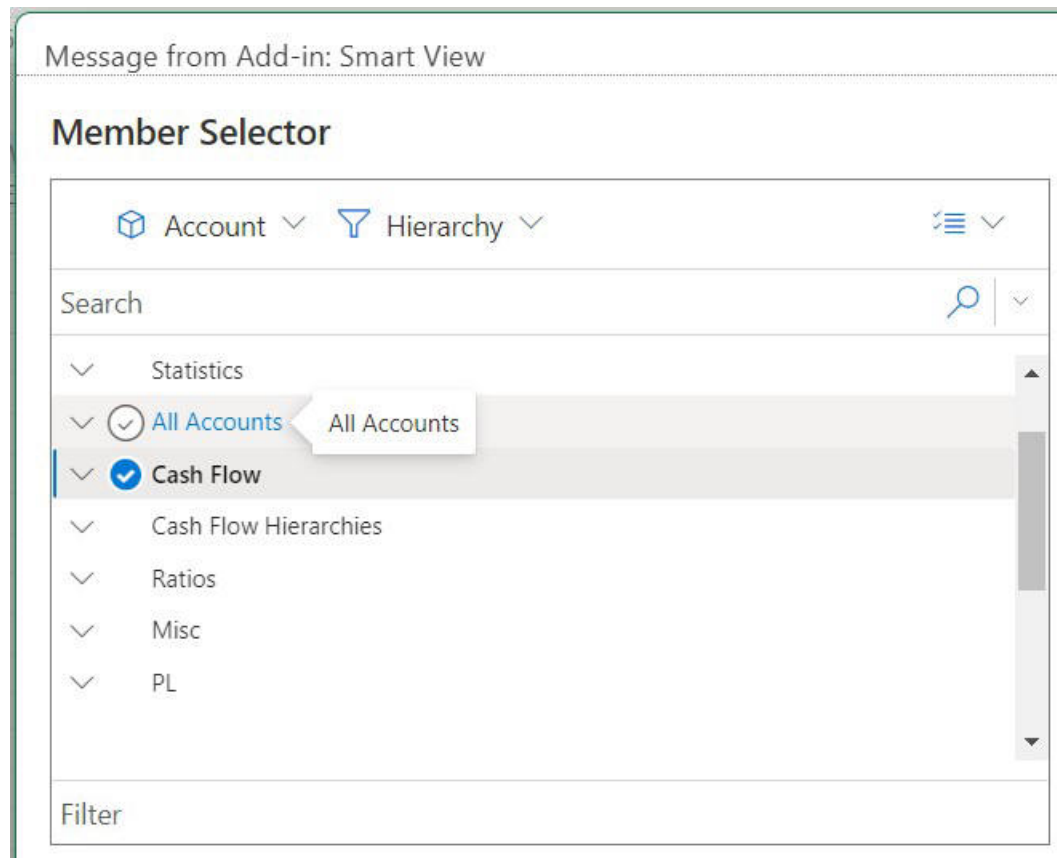 Message from Add-in: Smart View
Member Selector
Account Hierarchy
Search
Statistics
All Accounts All Accounts
Cash Flow
Cash Flow Hierarchies
Ratios
Misc
PL
Filter